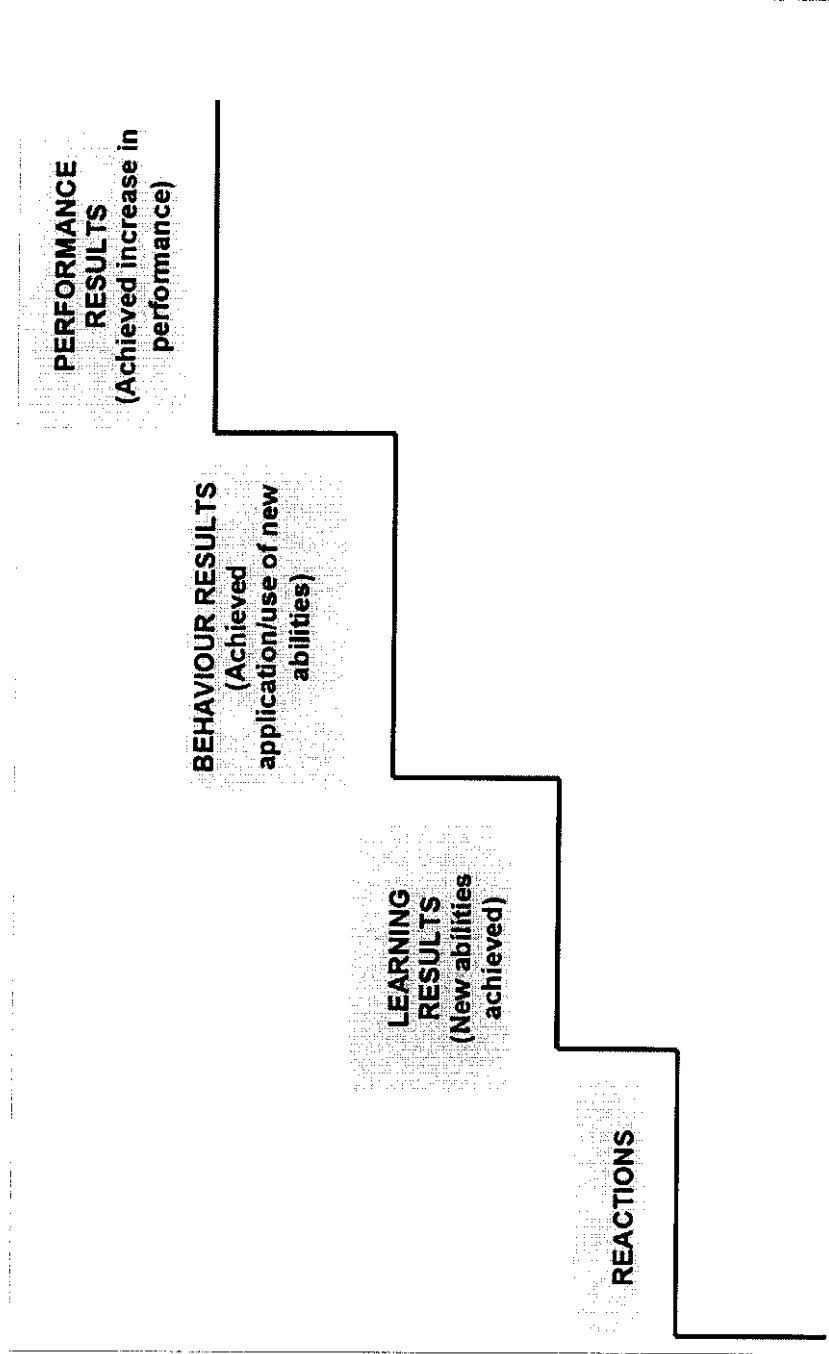 REACTIONS
LEARNING
RESULTS
(New abilities
achieved)
BEHAVIOUR RESULTS
(Achieved
application/use of new
abilities)
PERFORMANCE
RESULTS
(Achieved increase in
performance)